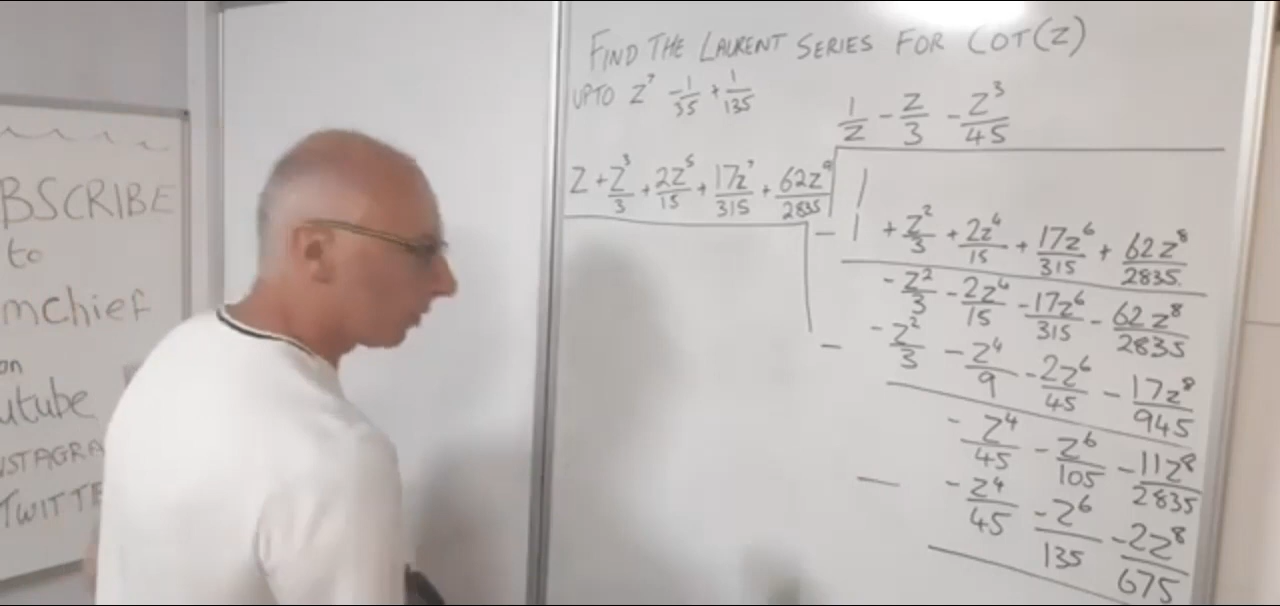 FIND THE LAURENT SERIES FOR COT(Z)
UPTO Z⁷ -1/35 + 1/135
1/Z - Z/3 - Z³/45
Z + Z³/3 + 2Z⁵/15 + 17Z⁷/315 + 62Z⁹/2835
1
- 1 + Z²/3 + 2Z⁴/15 + 17Z⁶/315 + 62Z⁸/2835
- Z²/3 - 2Z⁴/15 - 17Z⁶/315 - 62Z⁸/2835
- - Z²/3 - Z⁴/9 - 2Z⁶/45 - 17Z⁸/945
- Z⁴/45 - Z⁶/105 - 11Z⁸/2835
- - Z⁴/45 - Z⁶/135 - 2Z⁸/675
BSCRIBE
to
mchief
on
utube
STAGRA
TWITTE